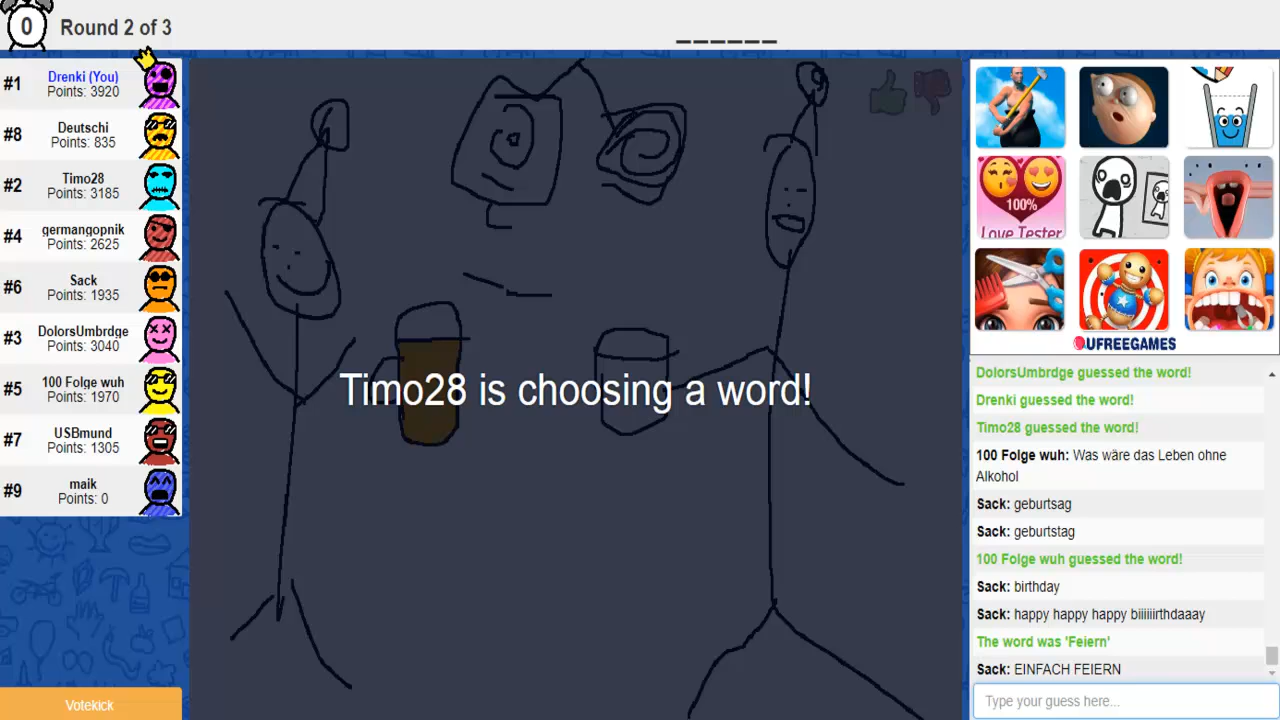 0
Round 2 of 3
______
#1
Drenki (You)
Points: 3920
#8
Deutschi
Points: 835
#2
Timo28
Points: 3185
#4
germangopnik
Points: 2625
#6
Sack
Points: 1935
#3
DolorsUmbrdge
Points: 3040
#5
100 Folge wuh
Points: 1970
#7
USBmund
Points: 1305
#9
maik
Points: 0
Votekick
Timo28 is choosing a word!
100%
Love Tester
UFREEGAMES
DolorsUmbrdge guessed the word!
Drenki guessed the word!
Timo28 guessed the word!
100 Folge wuh: Was wäre das Leben ohne
Alkohol
Sack: geburtsag
Sack: geburtstag
100 Folge wuh guessed the word!
Sack: birthday
Sack: happy happy happy biiiiiirthdaaay
The word was 'Feiern'
Sack: EINFACH FEIERN
Type your guess here...